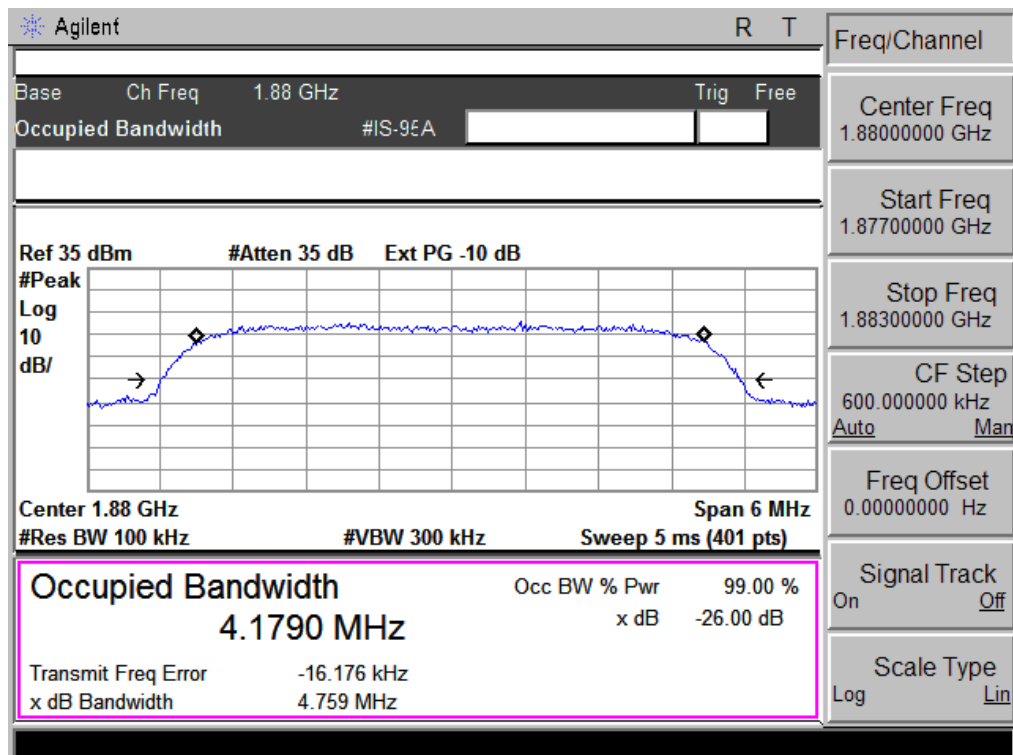 Agilent R T
Freq/Channel
Base Ch Freq 1.88 GHz Trig Free
Occupied Bandwidth #IS-95A
Center Freq
1.88000000 GHz
Start Freq
1.87700000 GHz
Stop Freq
1.88300000 GHz
CF Step
600.000000 kHz
Auto Man
Freq Offset
0.00000000 Hz
Signal Track
On Off
Scale Type
Log Lin
Ref 35 dBm #Atten 35 dB Ext PG -10 dB
#Peak
Log
10
dB/
Center 1.88 GHz Span 6 MHz
#Res BW 100 kHz #VBW 300 kHz Sweep 5 ms (401 pts)
Occupied Bandwidth Occ BW % Pwr 99.00 %
4.1790 MHz x dB -26.00 dB
Transmit Freq Error -16.176 kHz
x dB Bandwidth 4.759 MHz